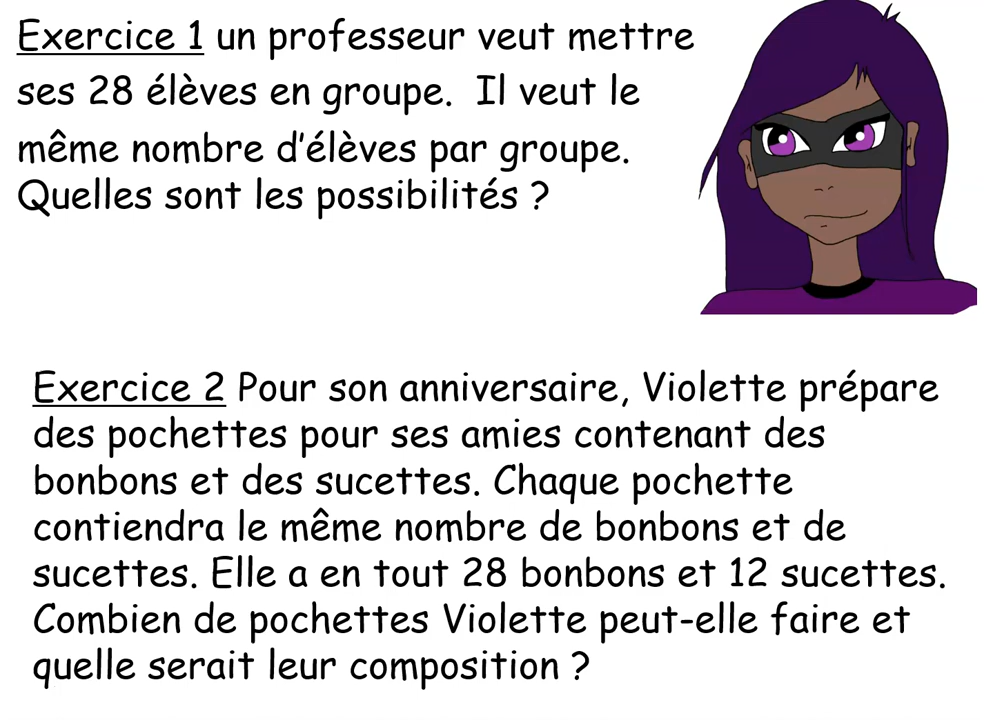 Exercice 1 un professeur veut mettre
ses 28 élèves en groupe. Il veut le
même nombre d'élèves par groupe.
Quelles sont les possibilités ?
Exercice 2 Pour son anniversaire, Violette prépare
des pochettes pour ses amies contenant des
bonbons et des sucettes. Chaque pochette
contiendra le même nombre de bonbons et de
sucettes. Elle a en tout 28 bonbons et 12 sucettes.
Combien de pochettes Violette peut-elle faire et
quelle serait leur composition ?